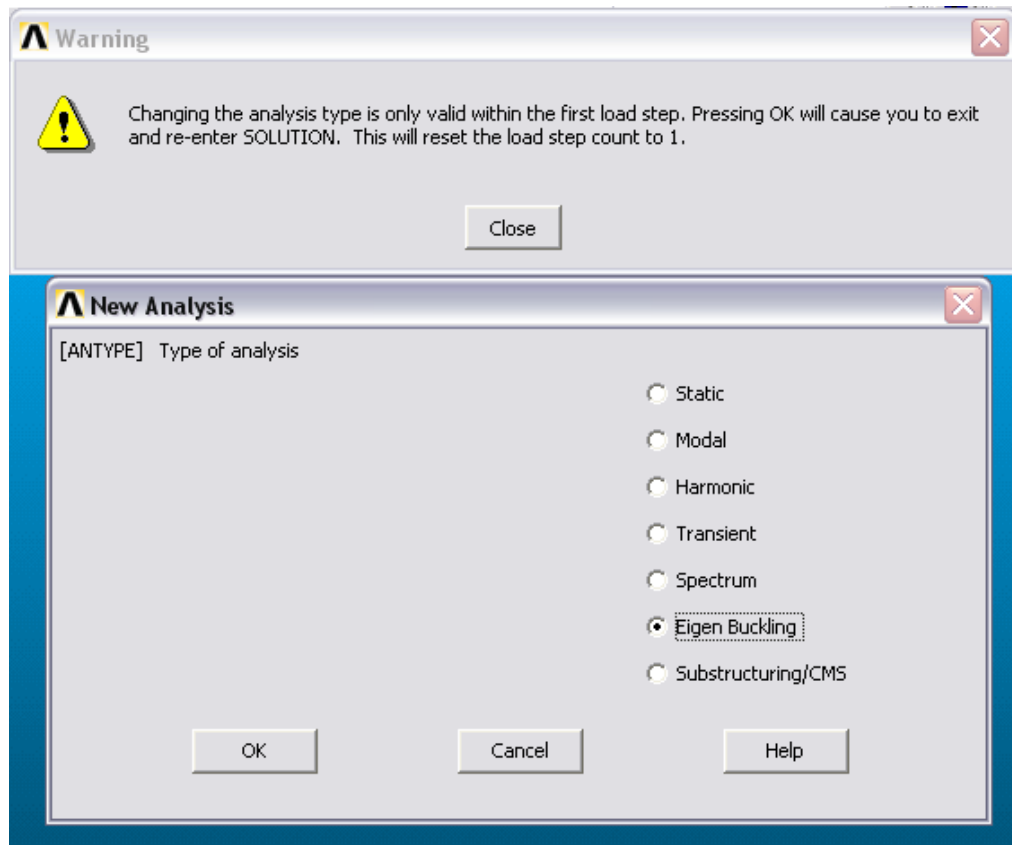 Warning
Changing the analysis type is only valid within the first load step. Pressing OK will cause you to exit
and re-enter SOLUTION. This will reset the load step count to 1.
Close
New Analysis
[ANTYPE] Type of analysis
Static
Modal
Harmonic
Transient
Spectrum
Eigen Buckling
Substructuring/CMS
OK Cancel Help